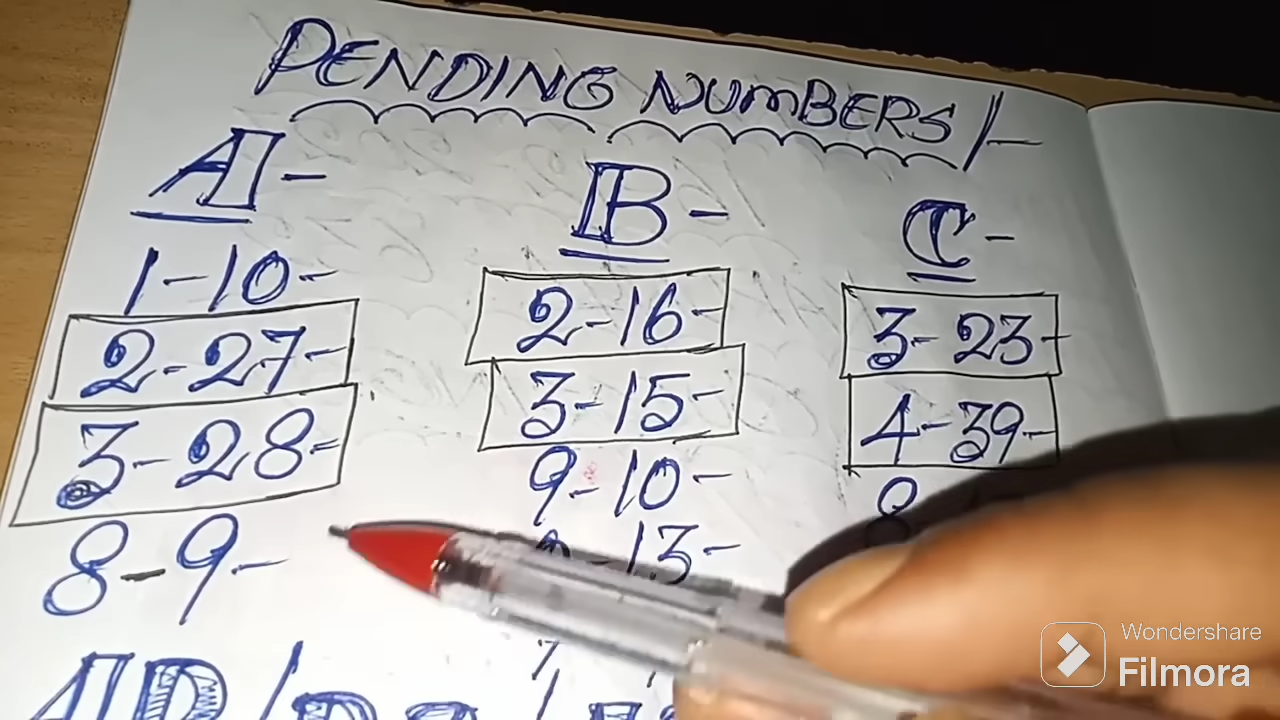 PENDING NUMBERS/-
A - B - C -
1-10-
2-27- 2-16- 3-23-
3-28- 3-15- 4-39-
8-9- 9-10-
13-
Wondershare
Filmora